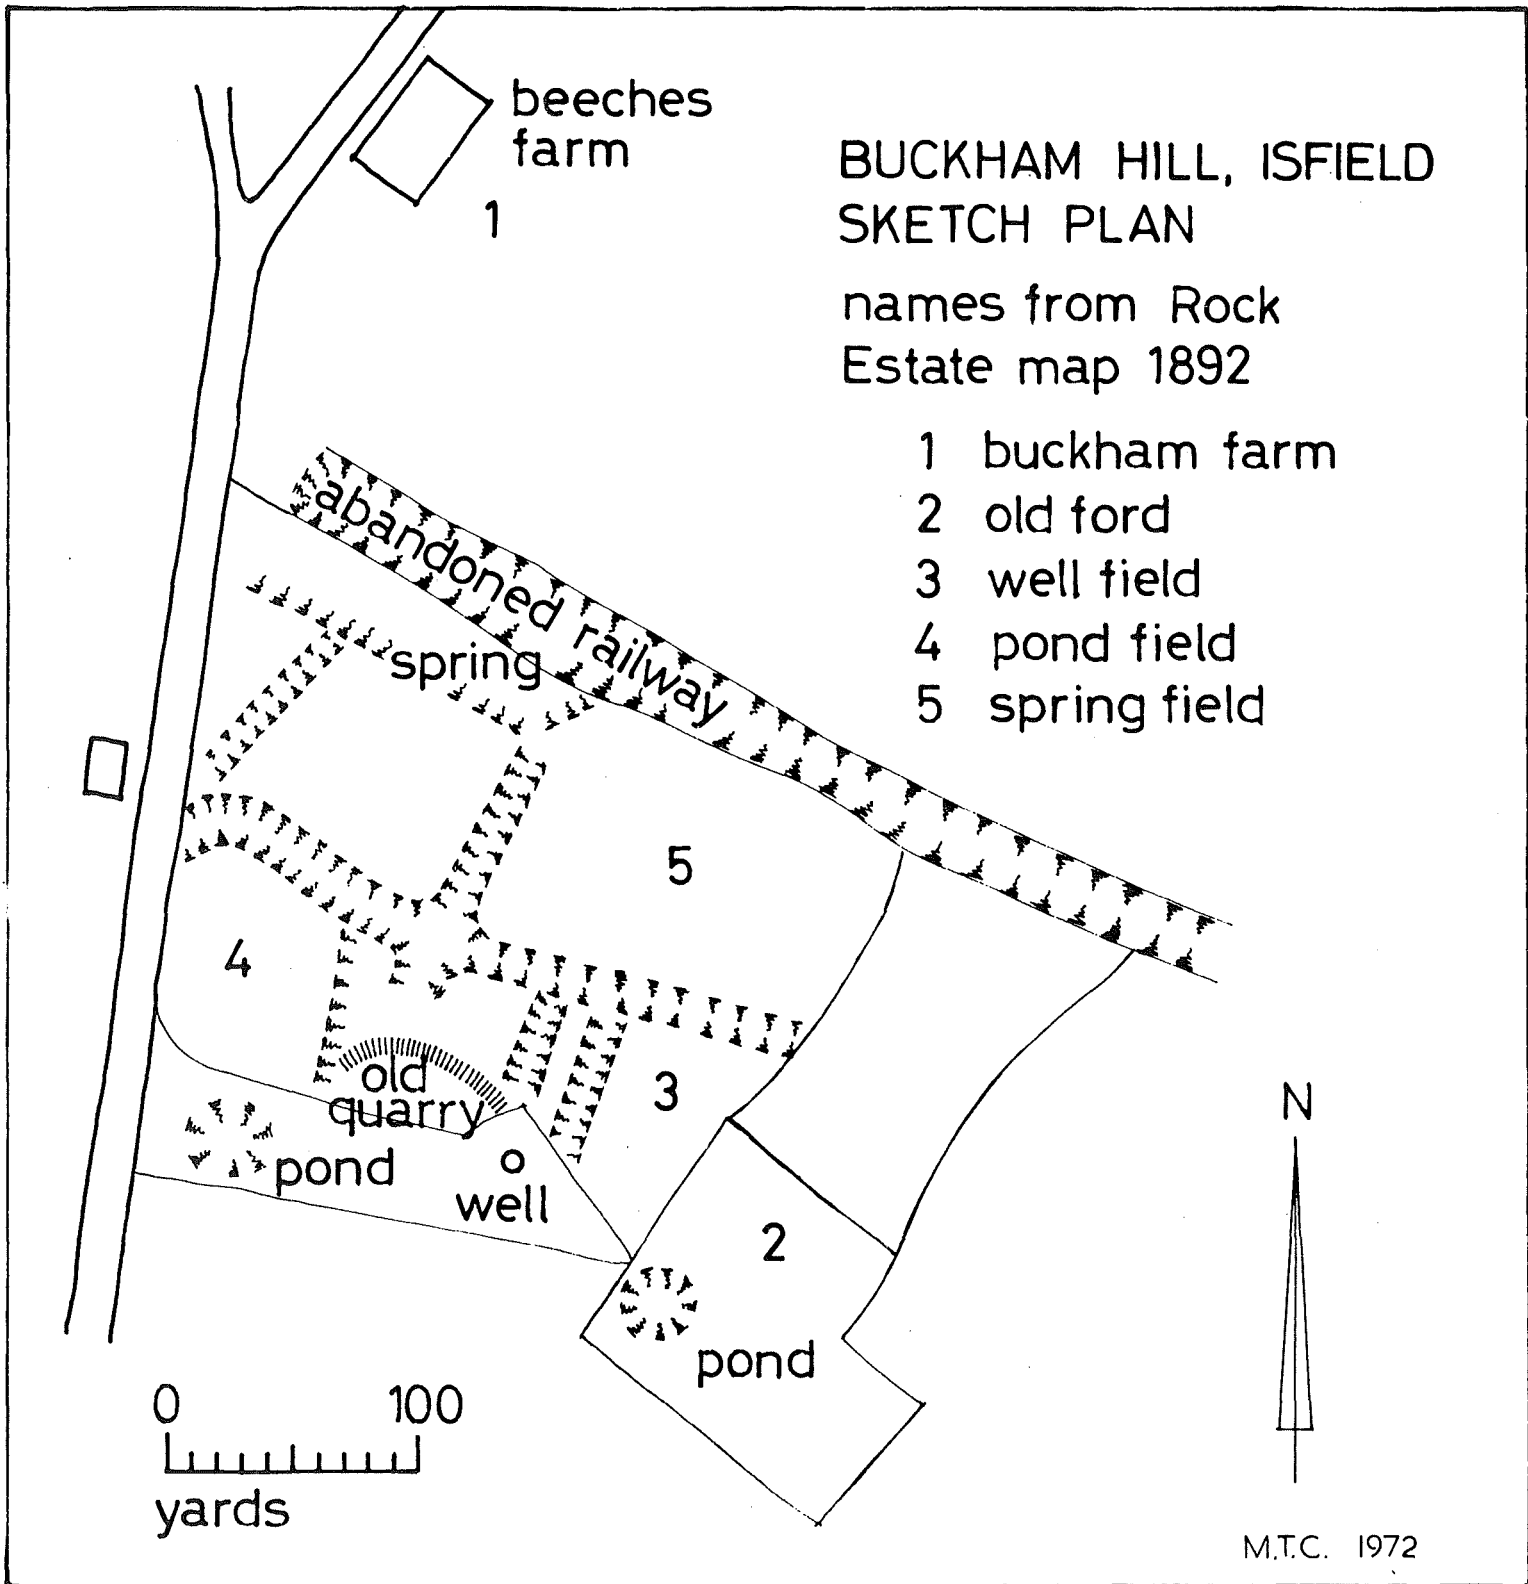 beeches
farm
1
BUCKHAM HILL, ISFIELD
SKETCH PLAN
names from Rock
Estate map 1892
1 buckham farm
2 old ford
3 well field
4 pond field
5 spring field
abandoned railway
spring
5
4
old
quarry
3
pond
well
2
pond
N
0 100
yards
M.T.C. 1972